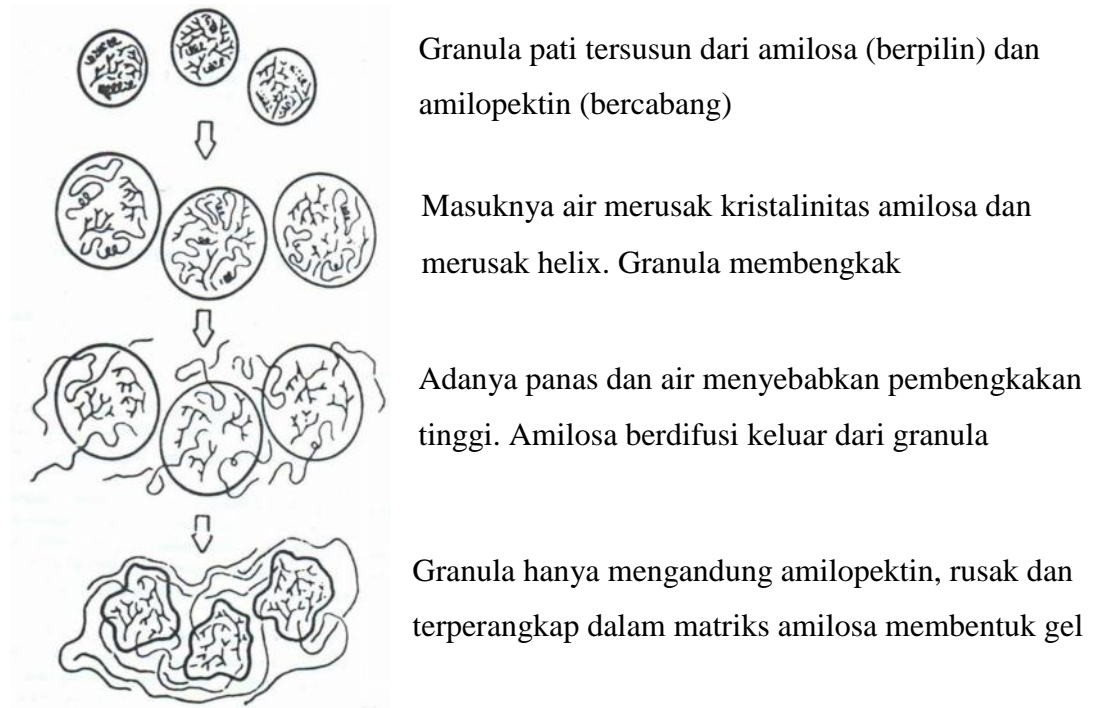 Granula pati tersusun dari amilosa (berpilin) dan
amilopektin (bercabang)
Masuknya air merusak kristalinitas amilosa dan
merusak helix. Granula membengkak
Adanya panas dan air menyebabkan pembengkakan
tinggi. Amilosa berdifusi keluar dari granula
Granula hanya mengandung amilopektin, rusak dan
terperangkap dalam matriks amilosa membentuk gel